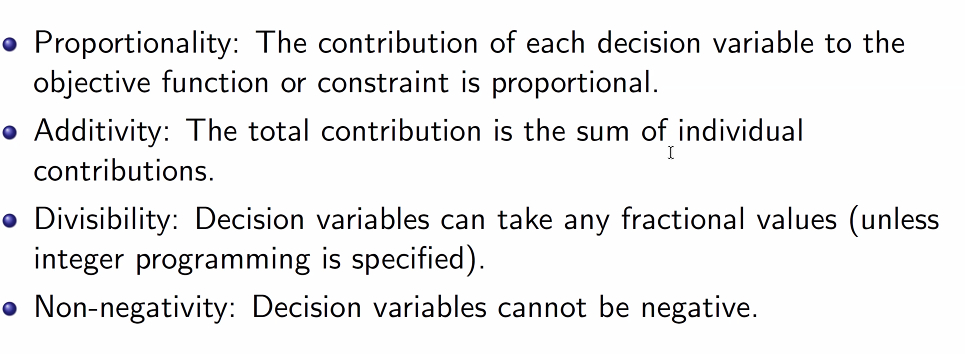 Proportionality: The contribution of each decision variable to the
objective function or constraint is proportional.
Additivity: The total contribution is the sum of individual
contributions.
Divisibility: Decision variables can take any fractional values (unless
integer programming is specified).
Non-negativity: Decision variables cannot be negative.